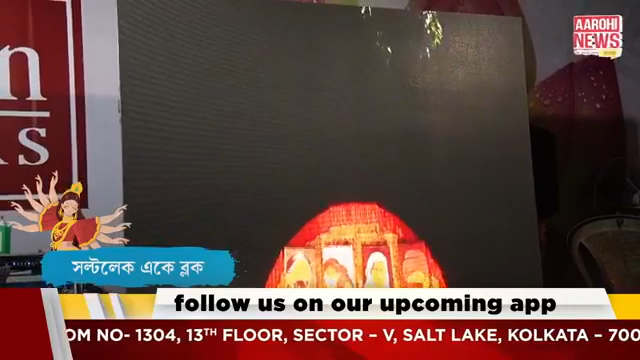 AAROHI
NEWS
n
ks
সল্টলেক একে ব্লক
follow us on our upcoming app
OM NO- 1304, 13TH FLOOR, SECTOR – V, SALT LAKE, KOLKATA – 700